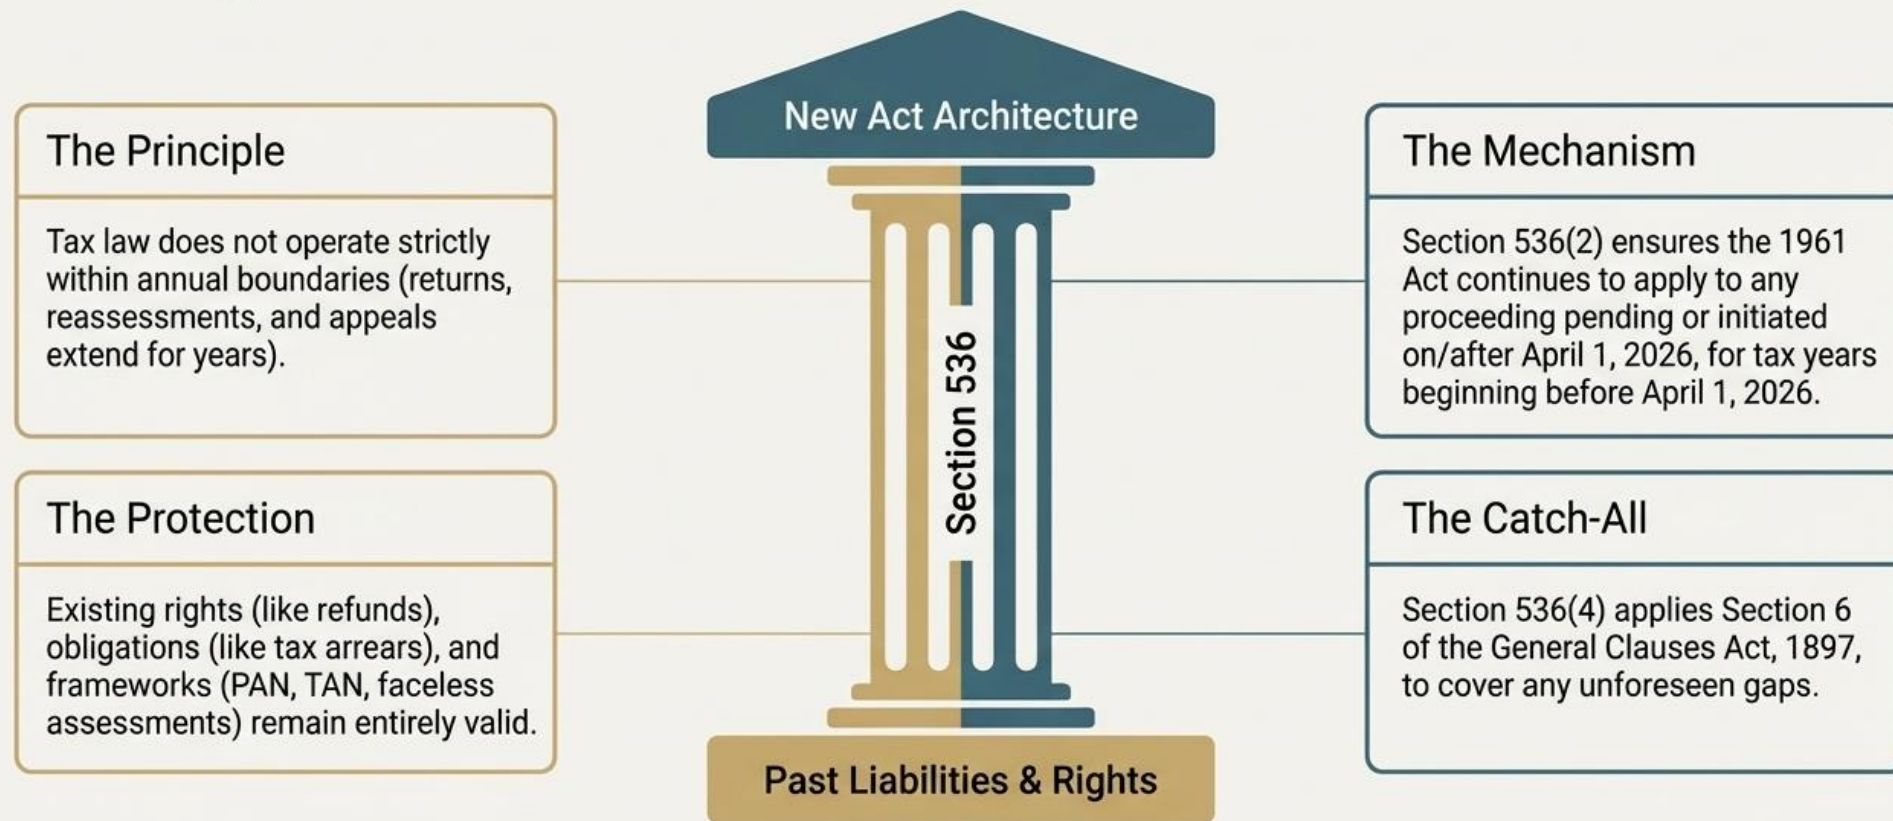 New Act Architecture
The Principle
Tax law does not operate strictly
within annual boundaries (returns,
reassessments, and appeals
extend for years).
The Protection
Existing rights (like refunds),
obligations (like tax arrears), and
frameworks (PAN, TAN, faceless
assessments) remain entirely valid.
Section 536
The Mechanism
Section 536(2) ensures the 1961
Act continues to apply to any
proceeding pending or initiated
on/after April 1, 2026, for tax years
beginning before April 1, 2026.
The Catch-All
Section 536(4) applies Section 6
of the General Clauses Act, 1897,
to cover any unforeseen gaps.
Past Liabilities & Rights